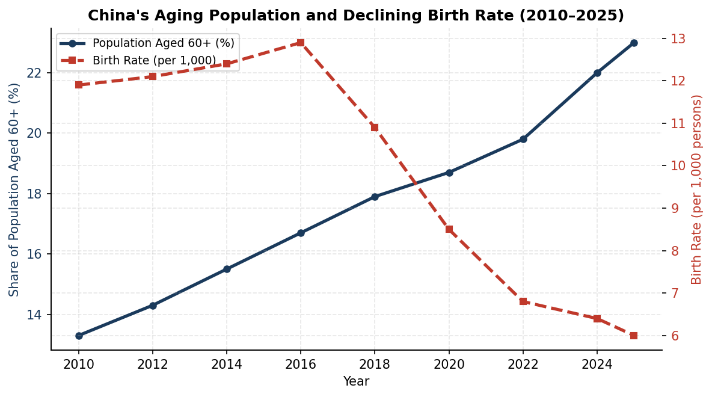 China's Aging Population and Declining Birth Rate (2010–2025)
Population Aged 60+ (%)
Birth Rate (per 1,000)
Share of Population Aged 60+ (%)
22
20
18
16
14
13
12
11
10
9
8
7
6
Birth Rate (per 1,000 persons)
2010 2012 2014 2016 2018 2020 2022 2024
Year